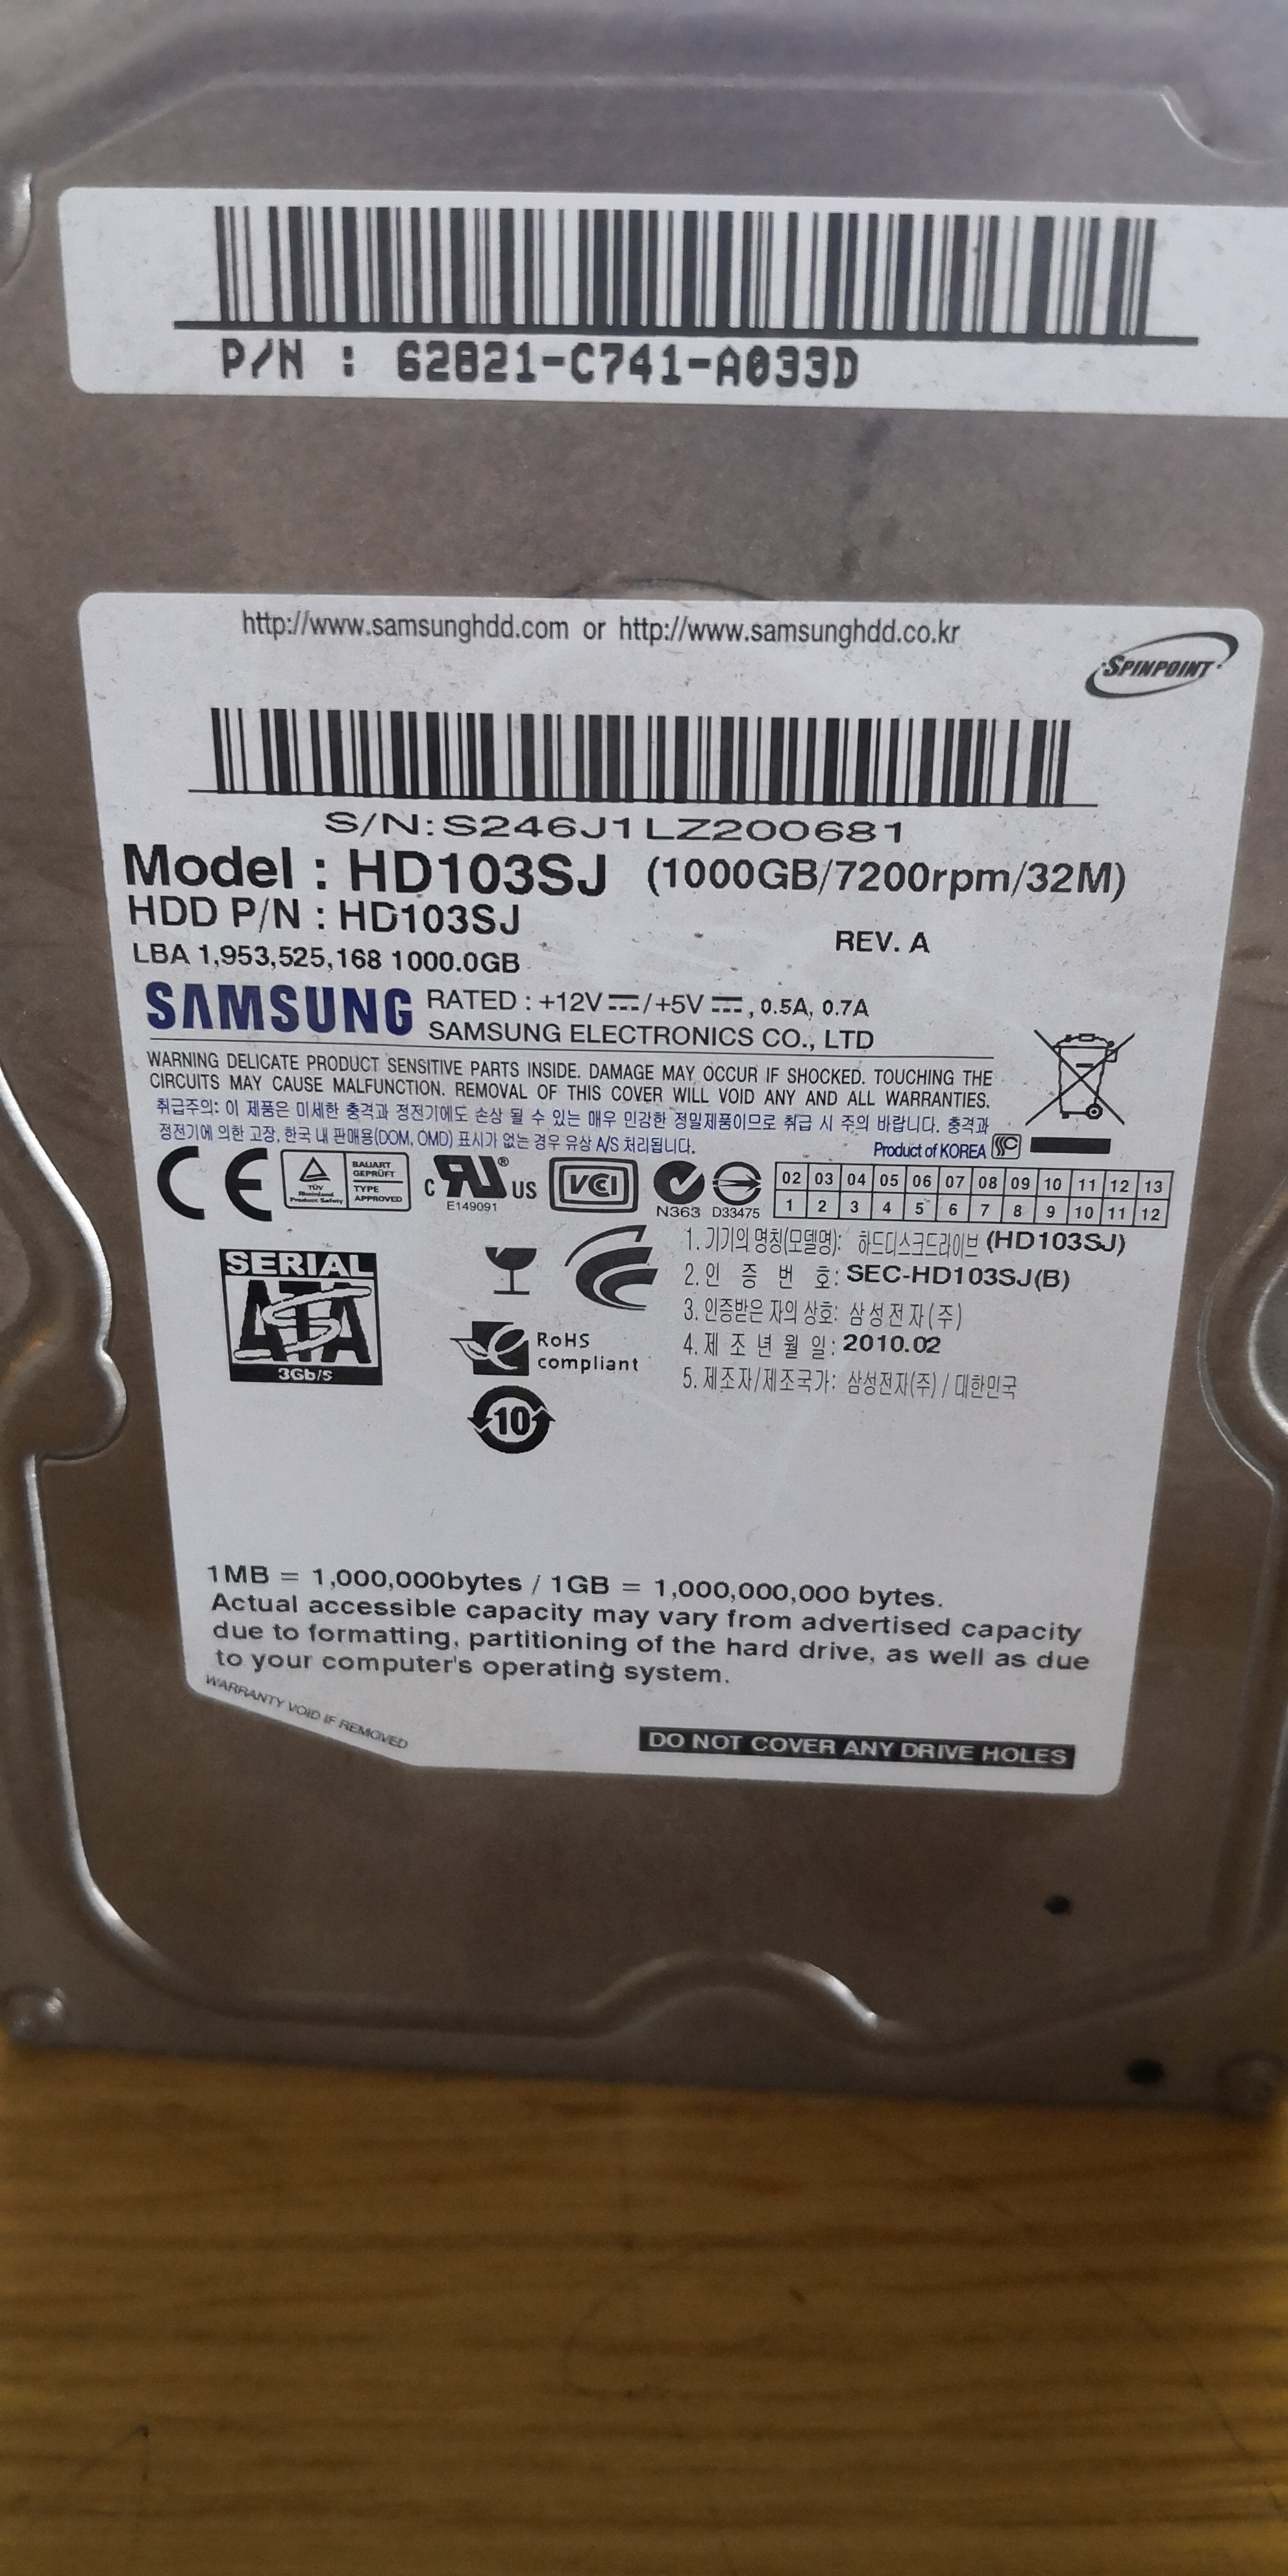 P/N : 62821-C741-A033D
http://www.samsunghdd.com or http://www.samsunghdd.co.kr
SPINPOINT
S/N:S246J1LZ200681
Model : HD103SJ (1000GB/7200rpm/32M)
HDD P/N : HD103SJ
REV. A
LBA 1,953,525,168 1000.0GB
SAMSUNG
RATED : +12V /+5V , 0.5A, 0.7A
SAMSUNG ELECTRONICS CO., LTD
WARNING DELICATE PRODUCT SENSITIVE PARTS INSIDE. DAMAGE MAY OCCUR IF SHOCKED. TOUCHING THE
CIRCUITS MAY CAUSE MALFUNCTION. REMOVAL OF THIS COVER WILL VOID ANY AND ALL WARRANTIES.
취급주의: 이 제품은 미세한 충격과 정전기에도 손상 될 수 있는 매우 민감한 정밀제품이므로 취급 시 주의 바랍니다. 충격과
정전기에 의한 고장, 한국 내 판매용(DOM, OMD) 표시가 없는 경우 유상 A/S 처리됩니다.
Product of KOREA
CE
TÜV
Rheinland
Product Safety
BAUART
GEPRÜFT
TYPE
APPROVED
C RU ® US
E149091
VCI
N363 D33475
02 03 04 05 06 07 08 09 10 11 12 13
1 2 3 4 5 6 7 8 9 10 11 12
SERIAL
ATA
3Gb/s
RoHS
compliant
10
1. 기기의 명칭(모델명): 하드디스크드라이브 (HD103SJ)
2. 인 증 번 호: SEC-HD103SJ(B)
3. 인증받은 자의 상호: 삼성전자(주)
4. 제 조 년 월 일: 2010.02
5. 제조자/제조국가: 삼성전자(주) / 대한민국
1MB = 1,000,000bytes / 1GB = 1,000,000,000 bytes.
Actual accessible capacity may vary from advertised capacity
due to formatting, partitioning of the hard drive, as well as due
to your computer's operating system.
WARRANTY VOID IF REMOVED
DO NOT COVER ANY DRIVE HOLES